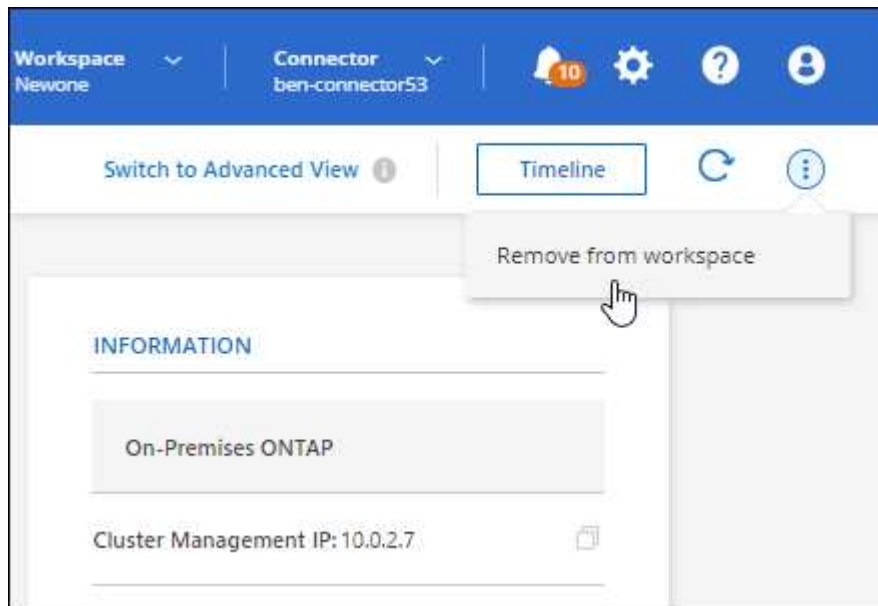 Workspace
Newone
Connector
ben-connector53
10
Switch to Advanced View
Timeline
Remove from workspace
INFORMATION
On-Premises ONTAP
Cluster Management IP: 10.0.2.7